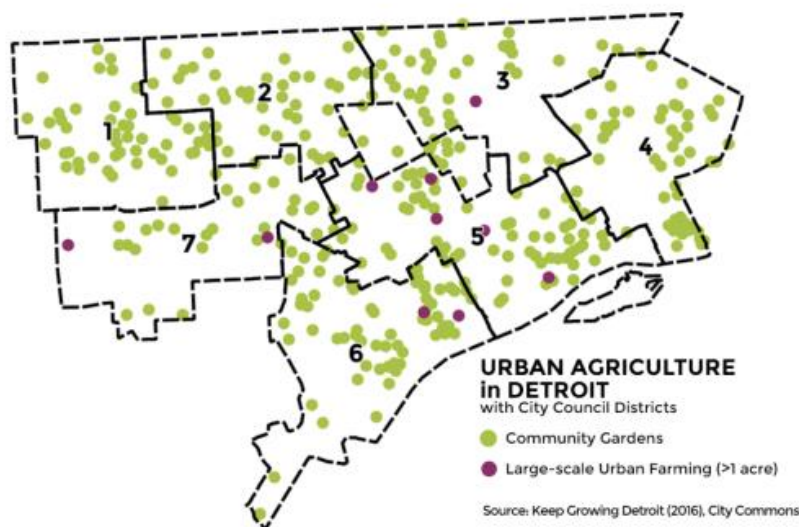 3
2
1
4
5
7
6
URBAN AGRICULTURE
in DETROIT
with City Council Districts
Community Gardens
Large-scale Urban Farming (>1 acre)
Source: Keep Growing Detroit (2016), City Commons